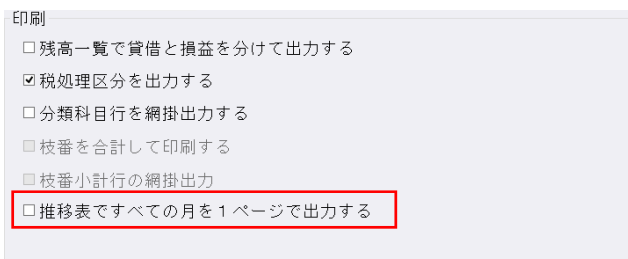 印刷
残高一覧で貸借と損益を分けて出力する
税処理区分を出力する
分類科目行を網掛出力する
枝番を合計して印刷する
枝番小計行の網掛出力
推移表ですべての月を１ページで出力する